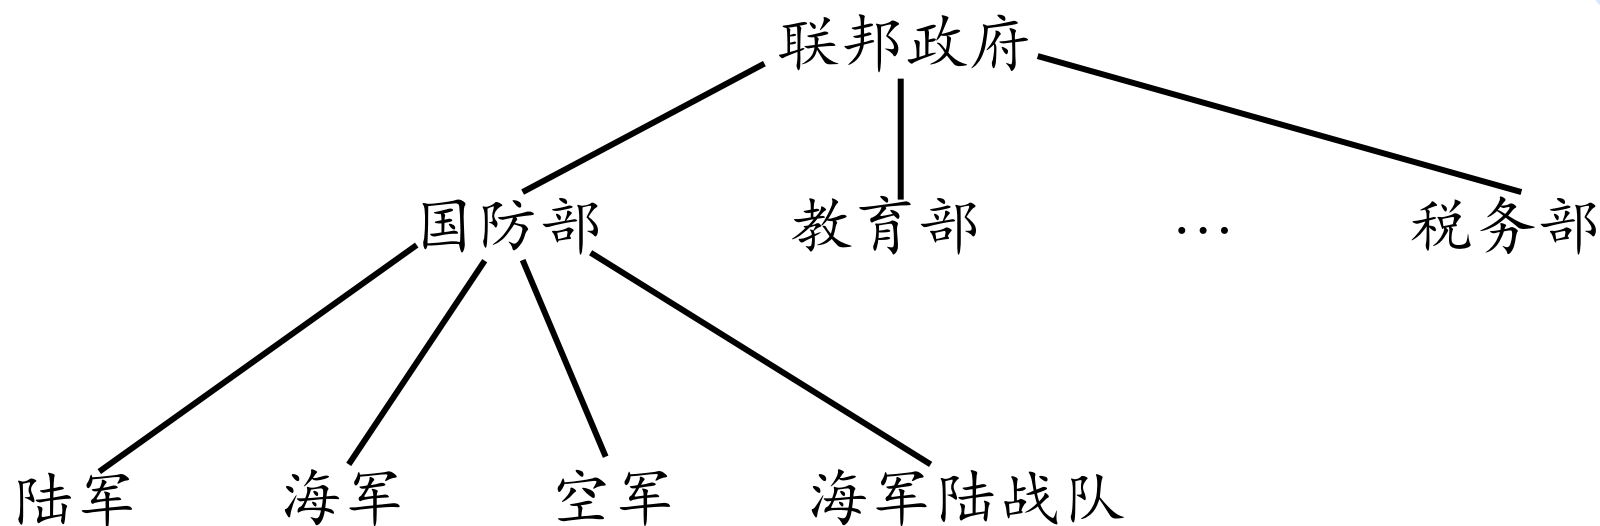 联邦政府
国防部 教育部 … 税务部
陆军 海军 空军 海军陆战队